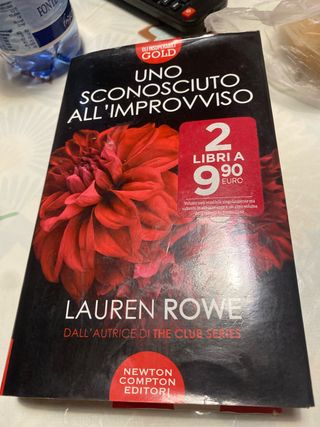 GLI INSUPERABILI
GOLD
UNO
SCONOSCIUTO
ALL'IMPROVVISO
2
LIBRI A
9,90
EURO
LAUREN ROWE
DALL'AUTRICE DI THE CLUB SERIES
NEWTON
COMPTON
EDITORI